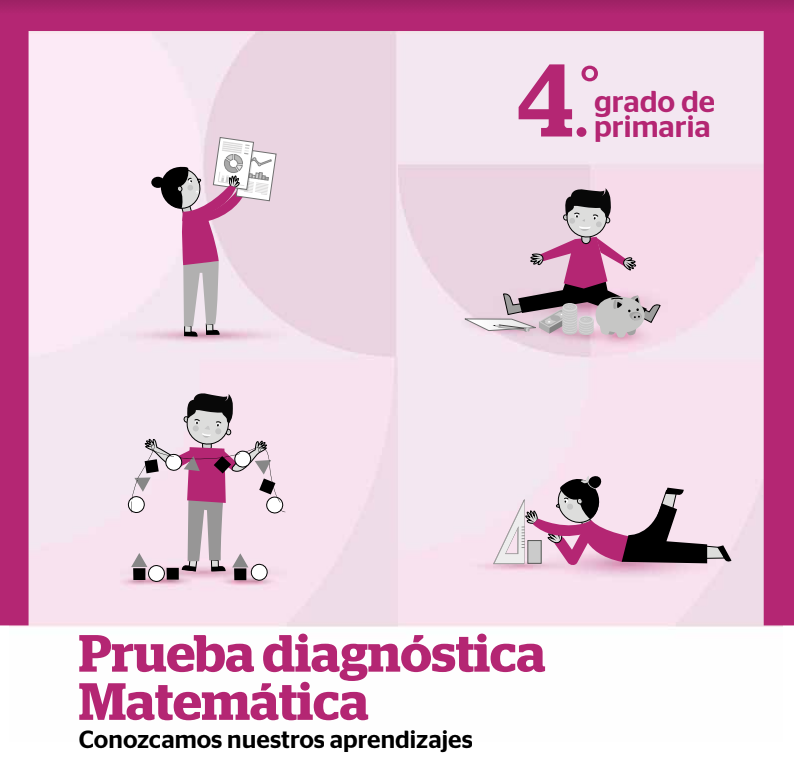 4.° grado de
primaria
Prueba diagnóstica
Matemática
Conozcamos nuestros aprendizajes